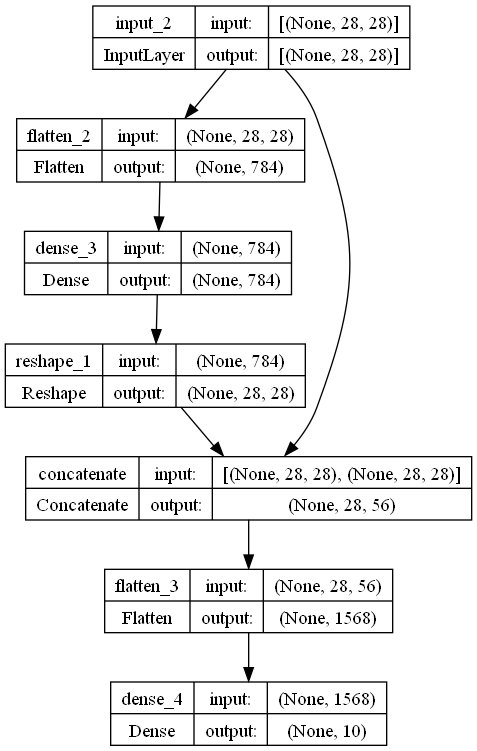 input_2 input: [(None, 28, 28)]
InputLayer output: [(None, 28, 28)]
flatten_2 input: (None, 28, 28)
Flatten output: (None, 784)
dense_3 input: (None, 784)
Dense output: (None, 784)
reshape_1 input: (None, 784)
Reshape output: (None, 28, 28)
concatenate input: [(None, 28, 28), (None, 28, 28)]
Concatenate output: (None, 28, 56)
flatten_3 input: (None, 28, 56)
Flatten output: (None, 1568)
dense_4 input: (None, 1568)
Dense output: (None, 10)